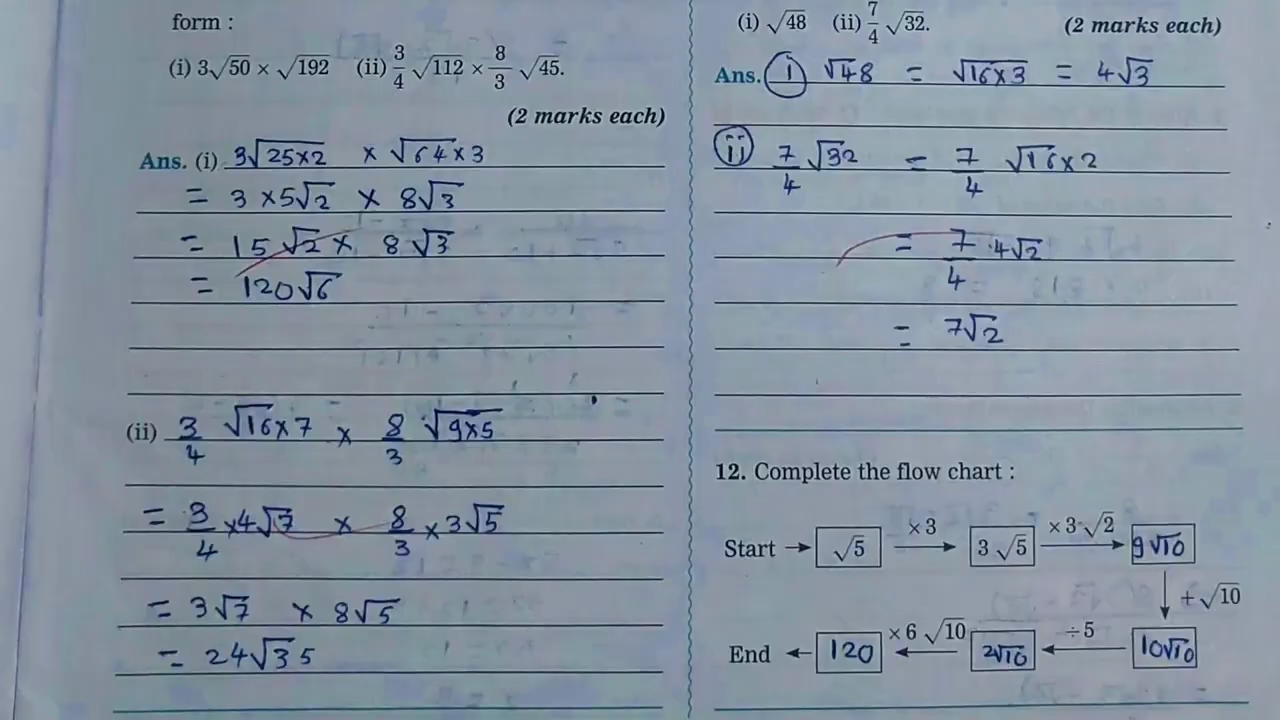 form :
(i) 3√50 × √192 (ii) 3/4 √112 × 8/3 √45.
(2 marks each)
Ans. (i) 3√25×2 × √64×3
= 3×5√2 × 8√3
= 15√2 × 8√3
= 120√6
(ii) 3/4 √16×7 × 8/3 √9×5
= 3/4 ×4√7 × 8/3 ×3√5
= 3√7 × 8√5
= 24√35
(i) √48 (ii) 7/4 √32.
(2 marks each)
Ans. (i) √48 = √16×3 = 4√3
(ii) 7/4 √32 = 7/4 √16×2
= 7/4 · 4√2
= 7√2
12. Complete the flow chart :
Start → √5 ×3 → 3√5 ×3·√2 → 9√10
↓ +√10
End ← 120 ×6√10 ← 2√10 ÷5 ← 10√10